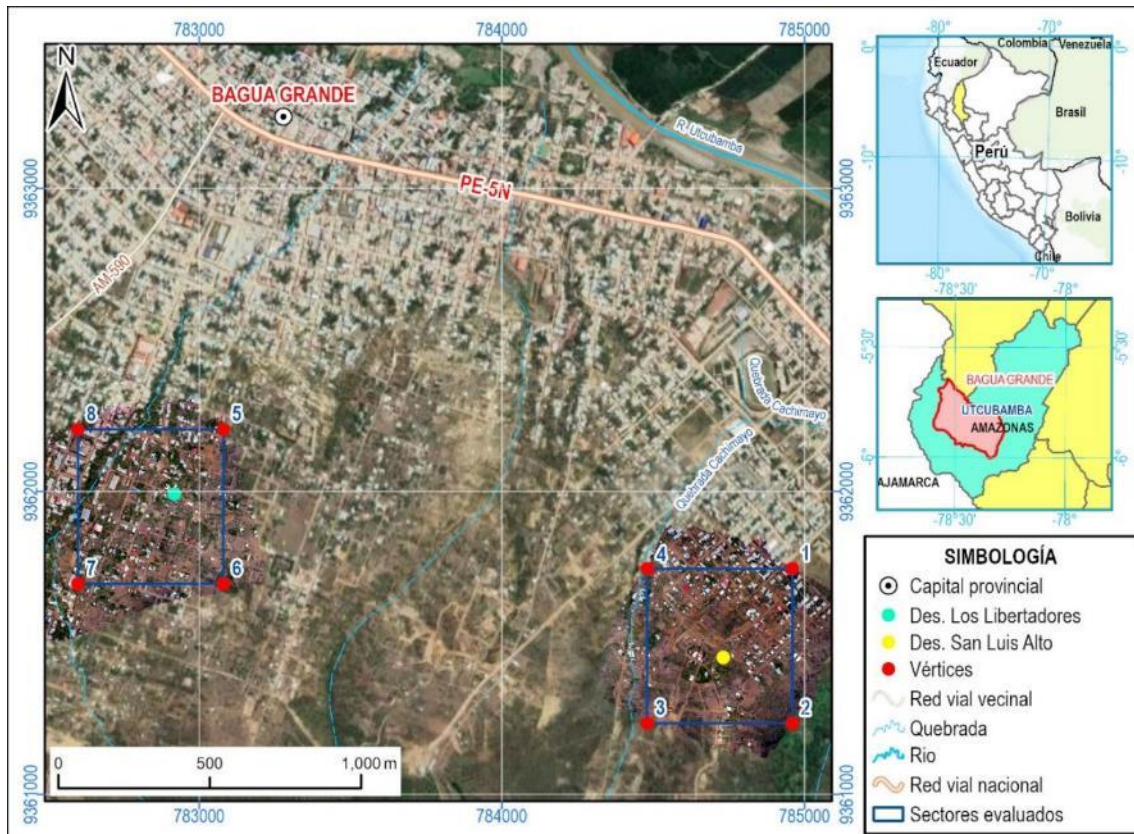 783000
784000
785000
N
BAGUA GRANDE
R. Utcubamba
PE-5N
9363000
9363000
AM-590
Quebrada Cachimayo
Quebrada Cachimayo
8
5
9362000
9362000
7
6
4
1
3
2
0
500
1,000 m
9361000
9361000
783000
784000
785000
-80°
-70°
0°
0°
Colombia
Venezuela
Ecuador
Brasil
Perú
-10°
-10°
Bolivia
Chile
-80°
-70°
-78°30'
-78°
-5°30'
-5°30'
BAGUA GRANDE
UTCUBAMBA
AMAZONAS
-6°
-6°
AJAMARCA
-78°30'
-78°
SIMBOLOGÍA
Capital provincial
Des. Los Libertadores
Des. San Luis Alto
Vértices
Red vial vecinal
Quebrada
Rio
Red vial nacional
Sectores evaluados